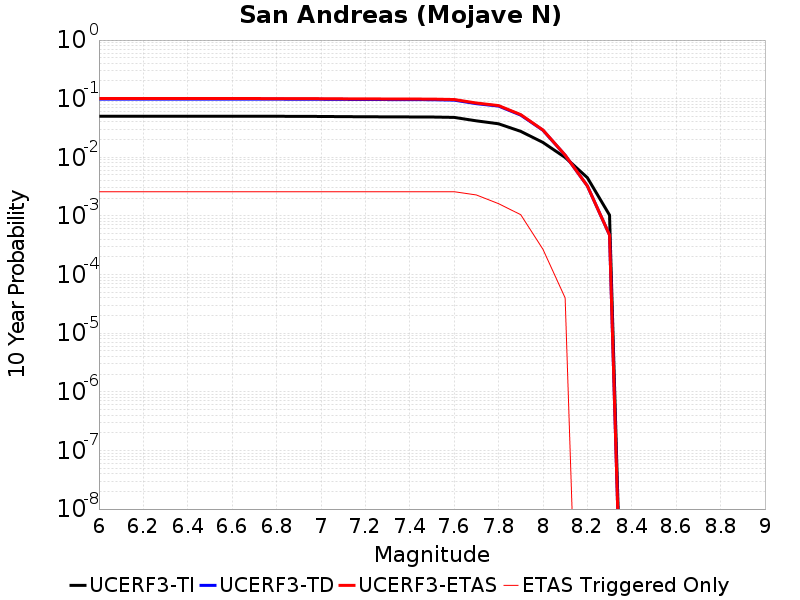 San Andreas (Mojave N)
10^0
10^-1
10^-2
10^-3
10^-4
10^-5
10^-6
10^-7
10^-8
10 Year Probability
6 6.2 6.4 6.6 6.8 7 7.2 7.4 7.6 7.8 8 8.2 8.4 8.6 8.8 9
Magnitude
UCERF3-TI UCERF3-TD UCERF3-ETAS ETAS Triggered Only